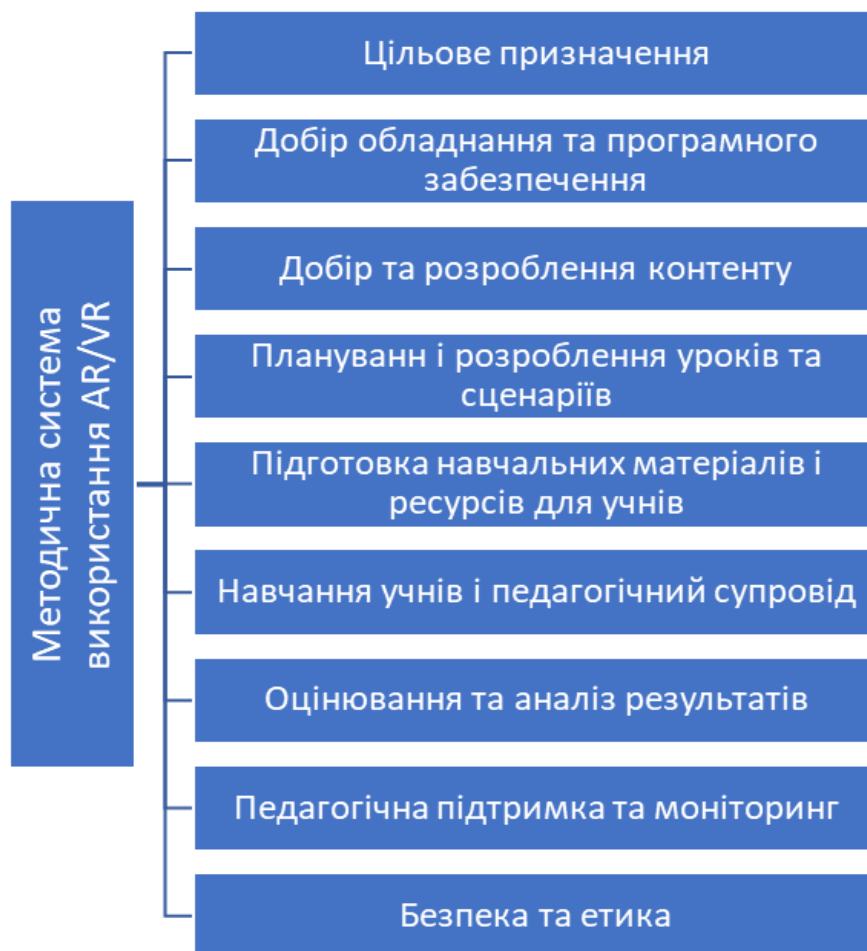 Методична система
використання AR/VR
Цільове призначення
Добір обладнання та програмного
забезпечення
Добір та розроблення контенту
Плануванн і розроблення уроків та
сценаріїв
Підготовка навчальних матеріалів і
ресурсів для учнів
Навчання учнів і педагогічний супровід
Оцінювання та аналіз результатів
Педагогічна підтримка та моніторинг
Безпека та етика